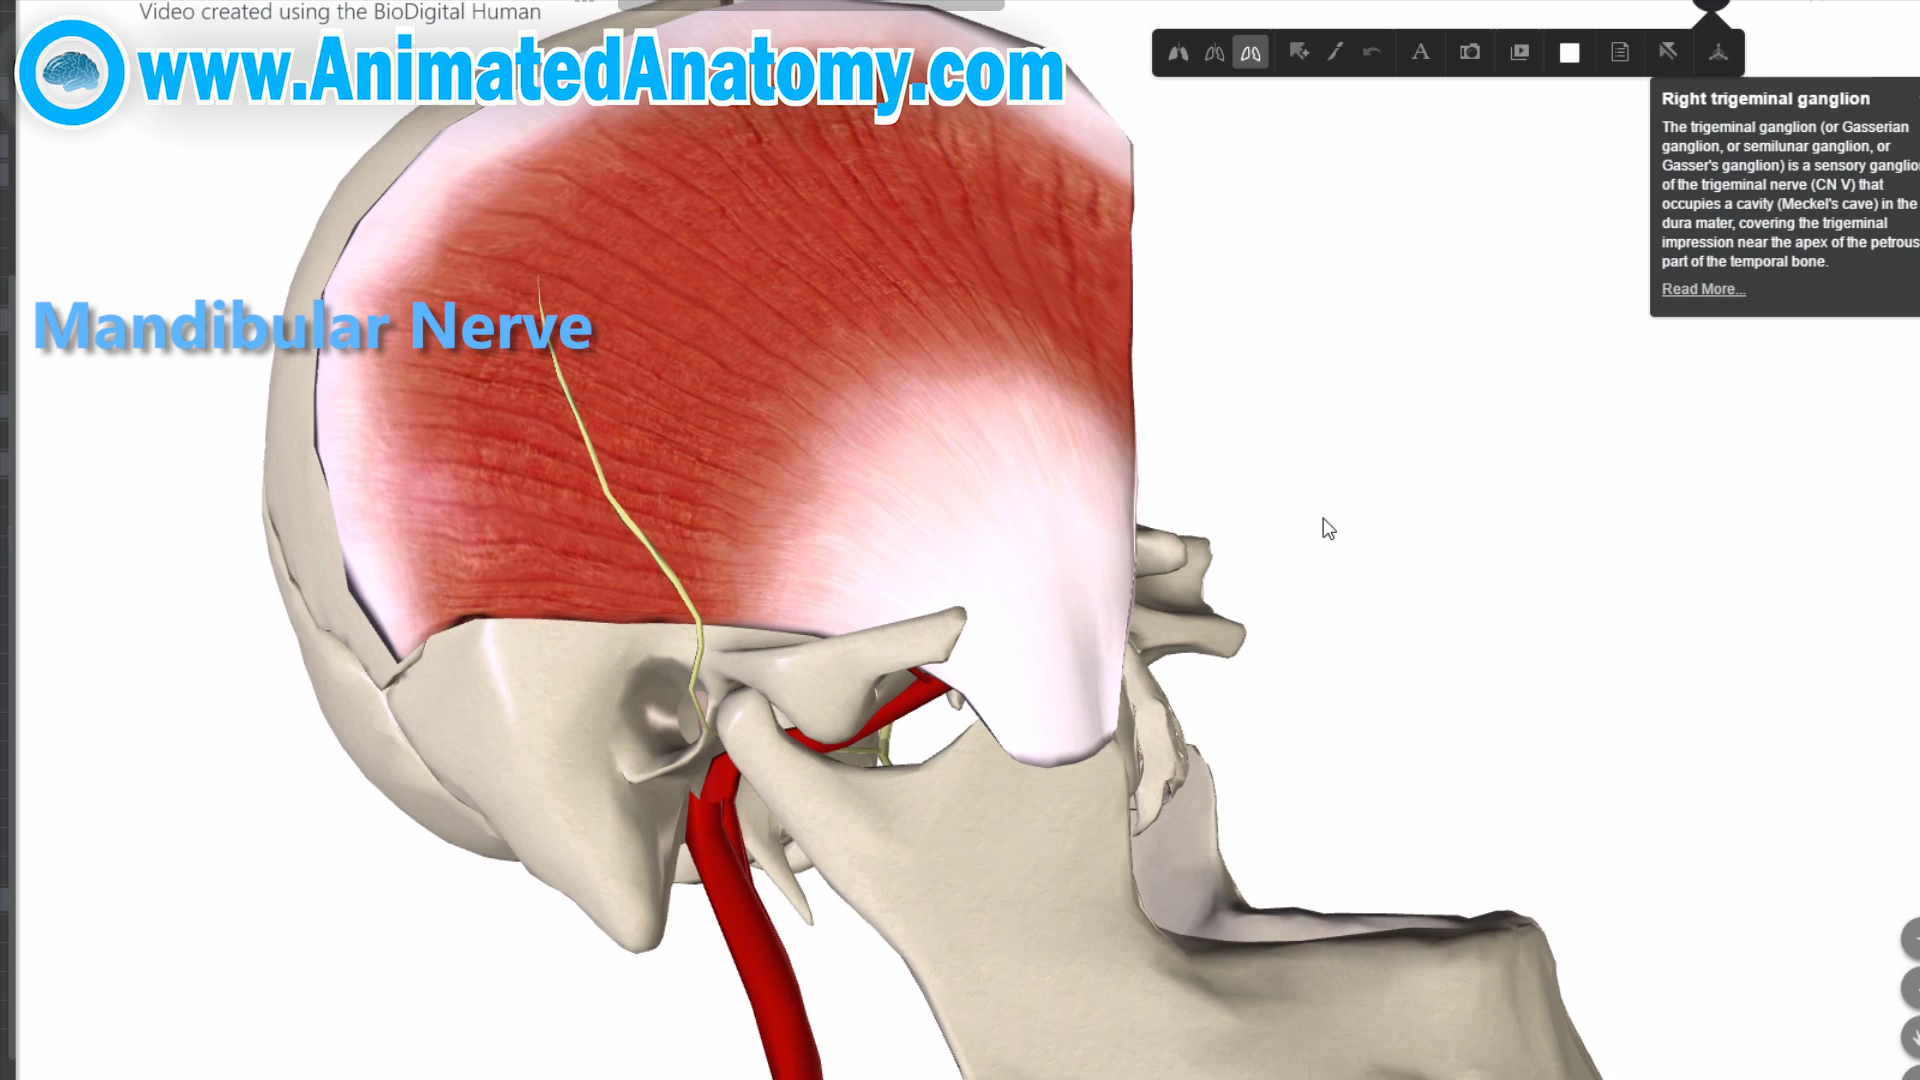 Video created using the BioDigital Human
www.AnimatedAnatomy.com
A
Right trigeminal ganglion
The trigeminal ganglion (or Gasserian
ganglion, or semilunar ganglion, or
Gasser's ganglion) is a sensory
of the trigeminal nerve (CN V) that
occupies a cavity (Meckel's cave) in the
dura mater, covering the trigeminal
impression near the apex of the petrous
part of the temporal bone.
Read More...
Mandibular Nerve